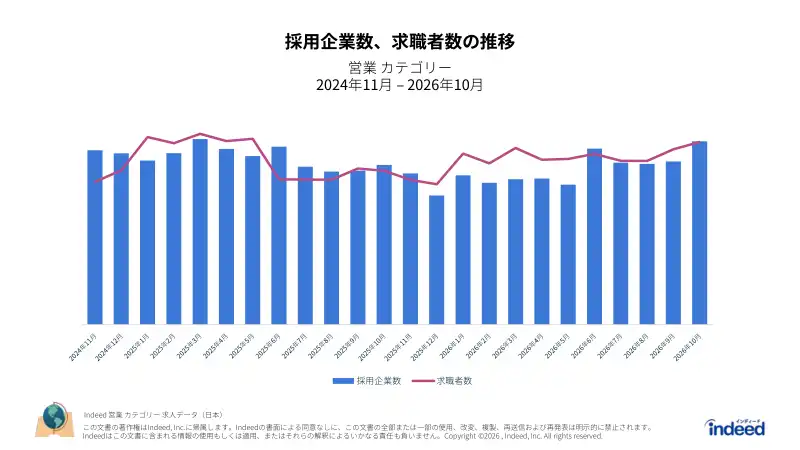 採用企業数、求職者数の推移
営業 カテゴリー
2024年11月 – 2026年10月
2024年11月
2024年12月
2025年1月
2025年2月
2025年3月
2025年4月
2025年5月
2025年6月
2025年7月
2025年8月
2025年9月
2025年10月
2025年11月
2025年12月
2026年1月
2026年2月
2026年3月
2026年4月
2026年5月
2026年6月
2026年7月
2026年8月
2026年9月
2026年10月
採用企業数 求職者数
Indeed 営業 カテゴリー 求人データ（日本）
この文書の著作権はIndeed, Inc.に帰属します。Indeedの書面による同意なしに、この文書の全部または一部の使用、改変、複製、再送信および再発表は明示的に禁止されます。
Indeedはこの文書に含まれる情報の使用もしくは適用、またはそれらの解釈によるいかなる責任も負いません。Copyright ©2026 , Indeed, Inc. All rights reserved.
インディード
indeed